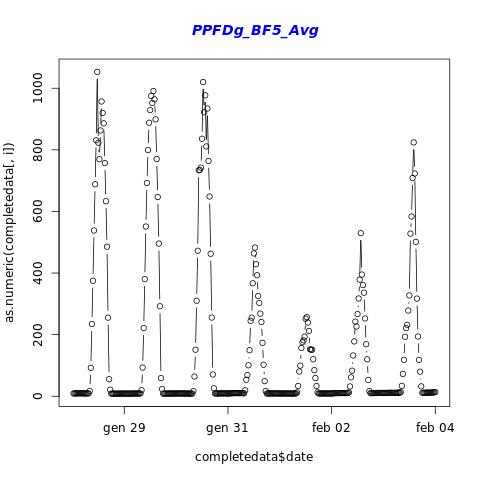 PPFDg_BF5_Avg
as.numeric(completedata[, i])
1000
800
600
400
200
0
gen 29
gen 31
feb 02
feb 04
completedata$date